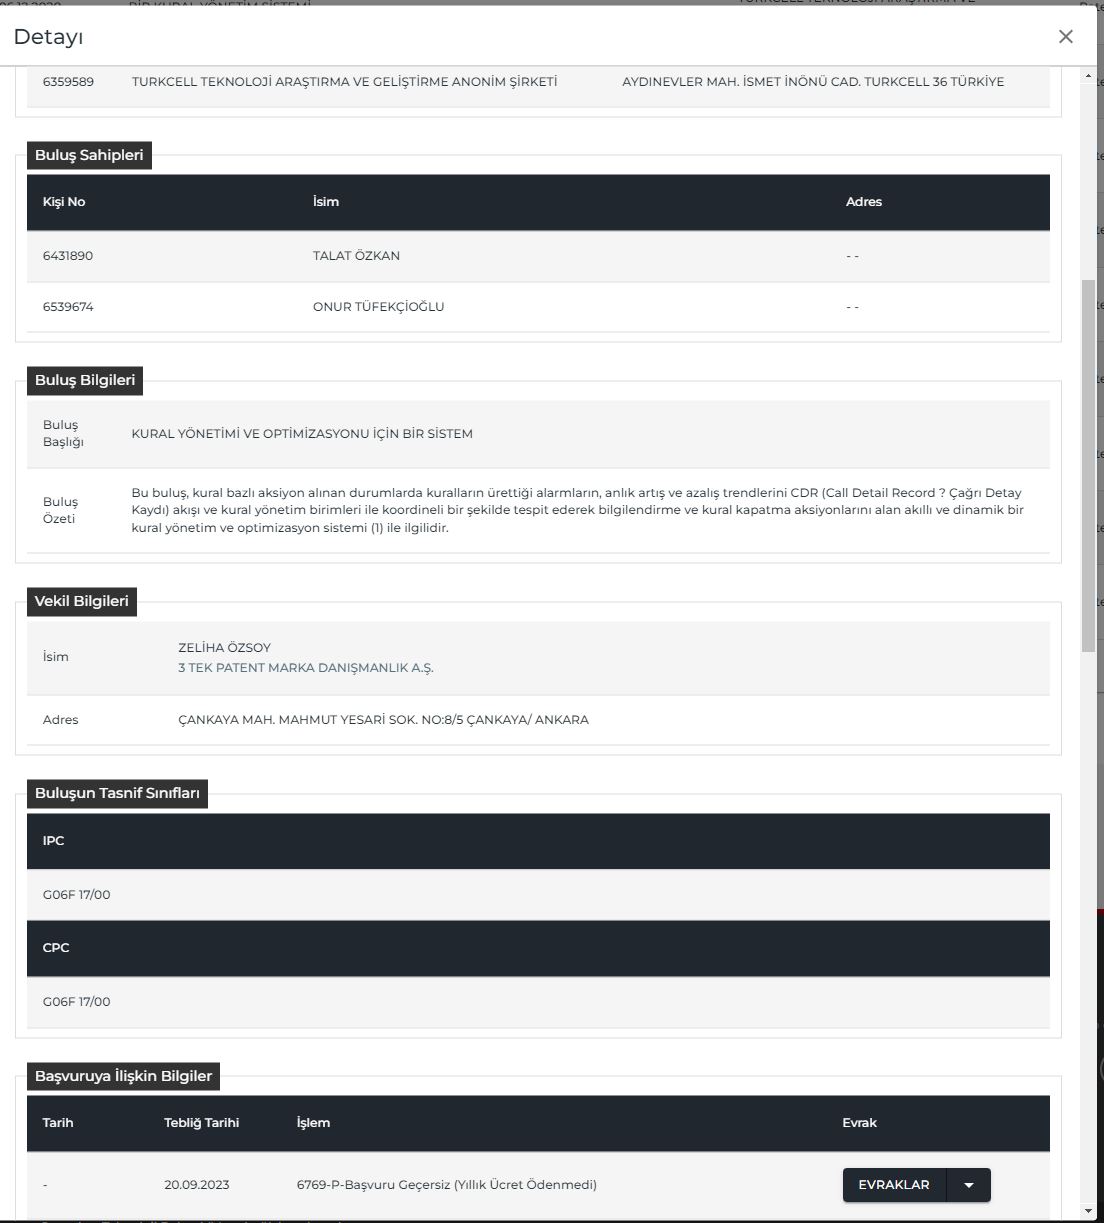 BİR KURAL YÖNETİM SİSTEMİ
Detayı
6359589 TURKCELL TEKNOLOJİ ARAŞTIRMA VE GELİŞTİRME ANONİM ŞİRKETİ AYDINEVLER MAH. İSMET İNÖNÜ CAD. TURKCELL 36 TÜRKİYE
Buluş Sahipleri
Kişi No İsim Adres
6431890 TALAT ÖZKAN - -
6539674 ONUR TÜFEKÇİOĞLU - -
Buluş Bilgileri
Buluş
Başlığı
KURAL YÖNETİMİ VE OPTİMİZASYONU İÇİN BİR SİSTEM
Buluş
Özeti
Bu buluş, kural bazlı aksiyon alınan durumlarda kuralların ürettiği alarmların, anlık artış ve azalış trendlerini CDR (Call Detail Record ? Çağrı Detay
Kaydı) akışı ve kural yönetim birimleri ile koordineli bir şekilde tespit ederek bilgilendirme ve kural kapatma aksiyonlarını alan akıllı ve dinamik bir
kural yönetim ve optimizasyon sistemi (1) ile ilgilidir.
Vekil Bilgileri
İsim
ZELİHA ÖZSOY
3 TEK PATENT MARKA DANIŞMANLIK A.Ş.
Adres ÇANKAYA MAH. MAHMUT YESARİ SOK. NO:8/5 ÇANKAYA/ ANKARA
Buluşun Tasnif Sınıfları
IPC
G06F 17/00
CPC
G06F 17/00
Başvuruya İlişkin Bilgiler
Tarih Tebliğ Tarihi İşlem Evrak
- 20.09.2023 6769-P-Başvuru Geçersiz (Yıllık Ücret Ödenmedi) EVRAKLAR